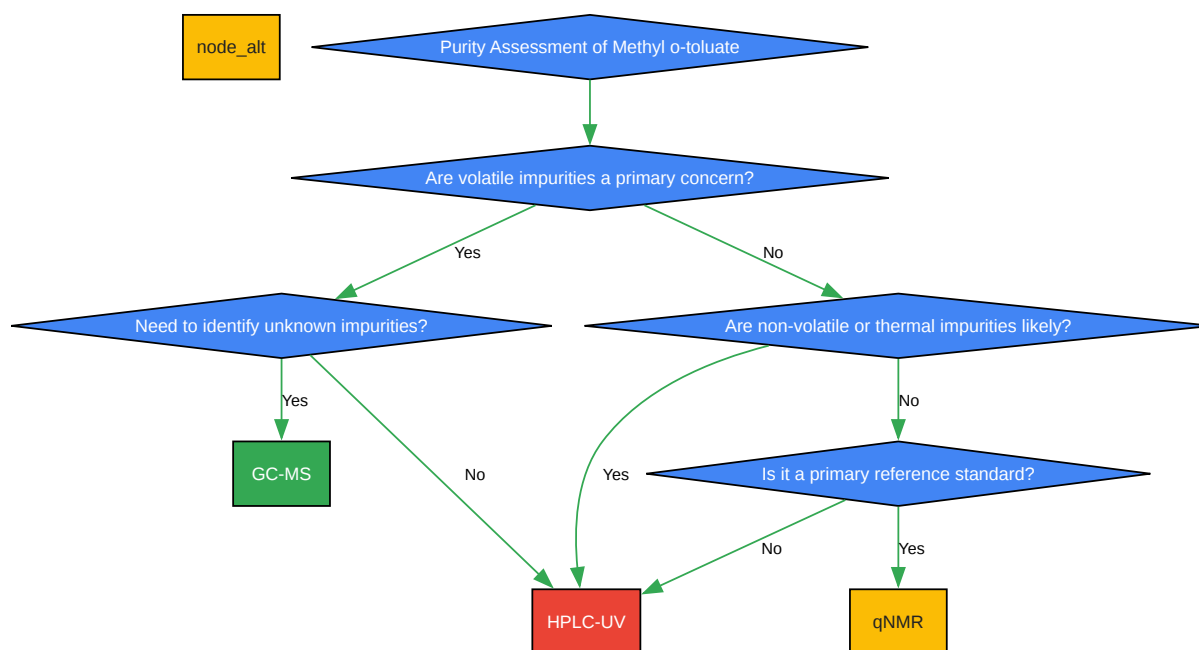 node_alt
Purity Assessment of Methyl o-toluate
Are volatile impurities a primary concern?
Yes
No
Need to identify unknown impurities?
Are non-volatile or thermal impurities likely?
Yes
No
GC-MS
No
Yes
Is it a primary reference standard?
No
Yes
HPLC-UV
qNMR